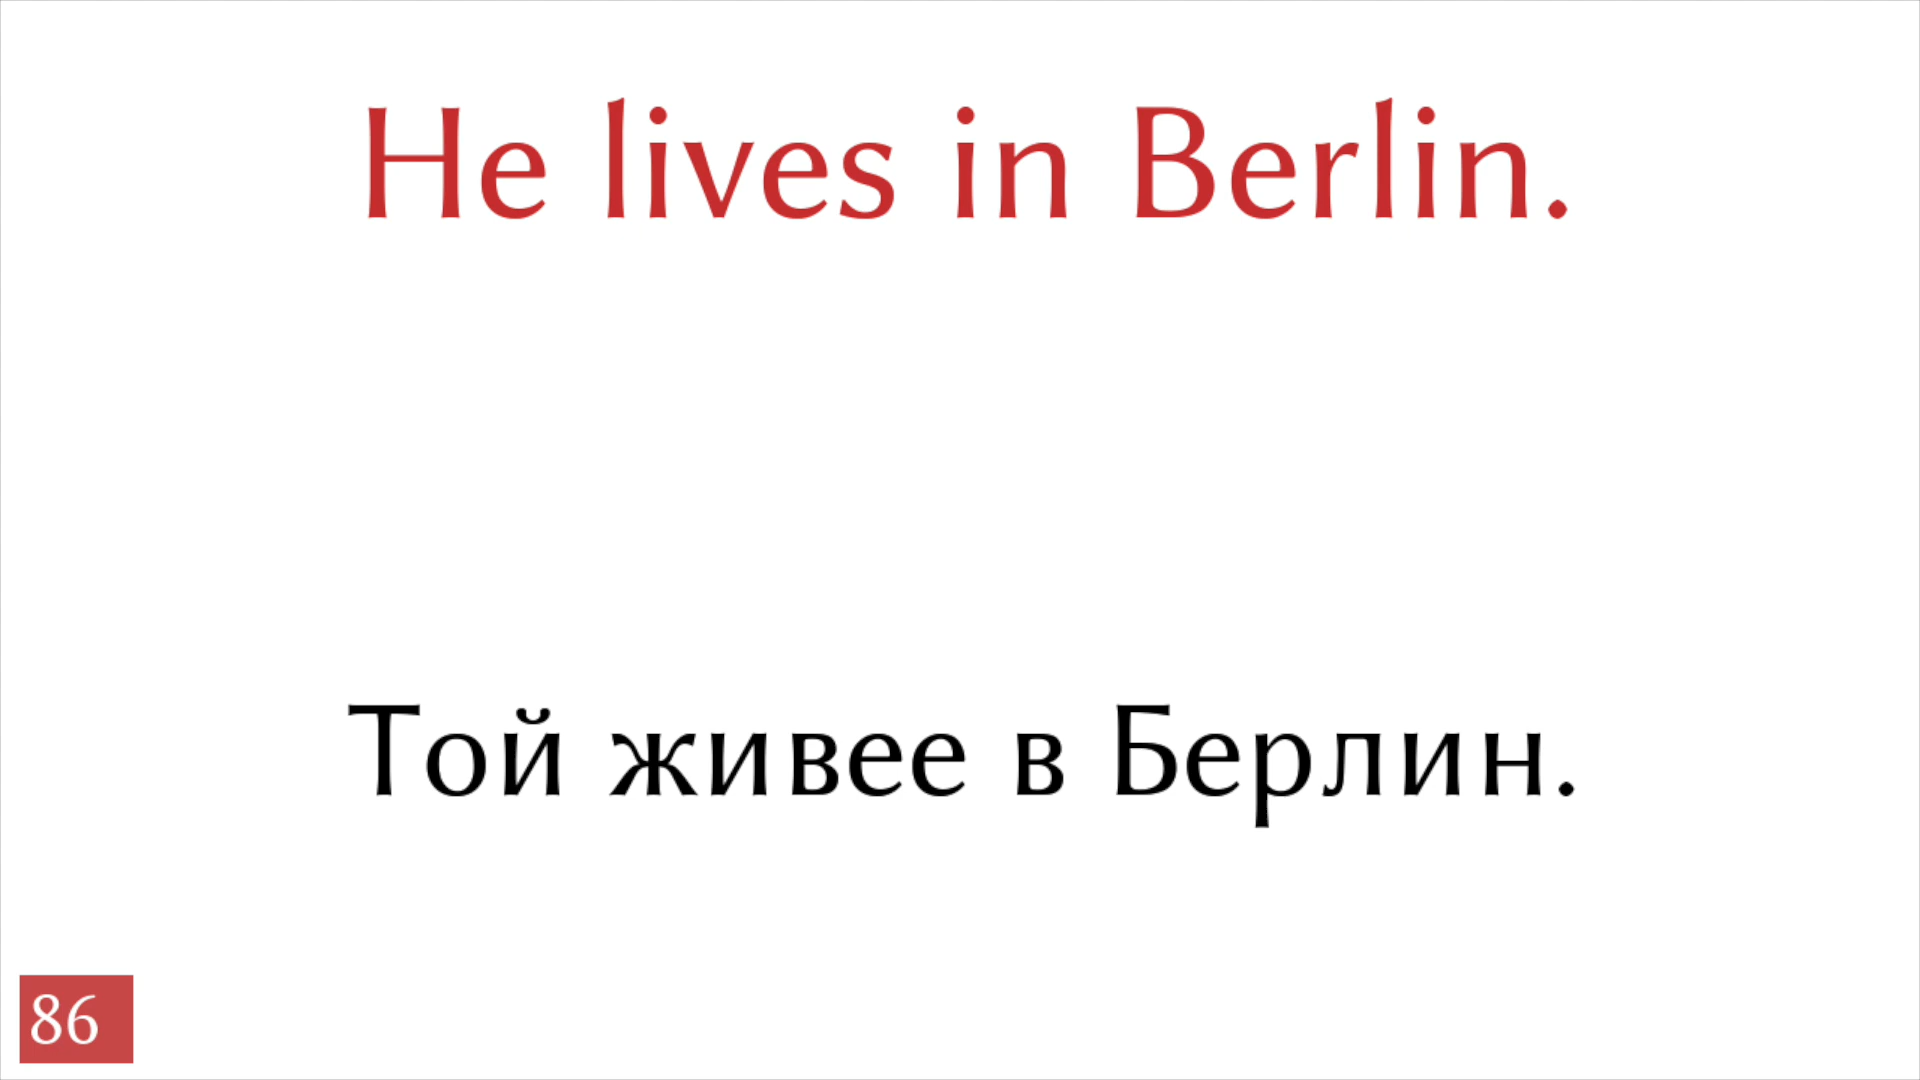 He lives in Berlin.
Той живее в Берлин.
86